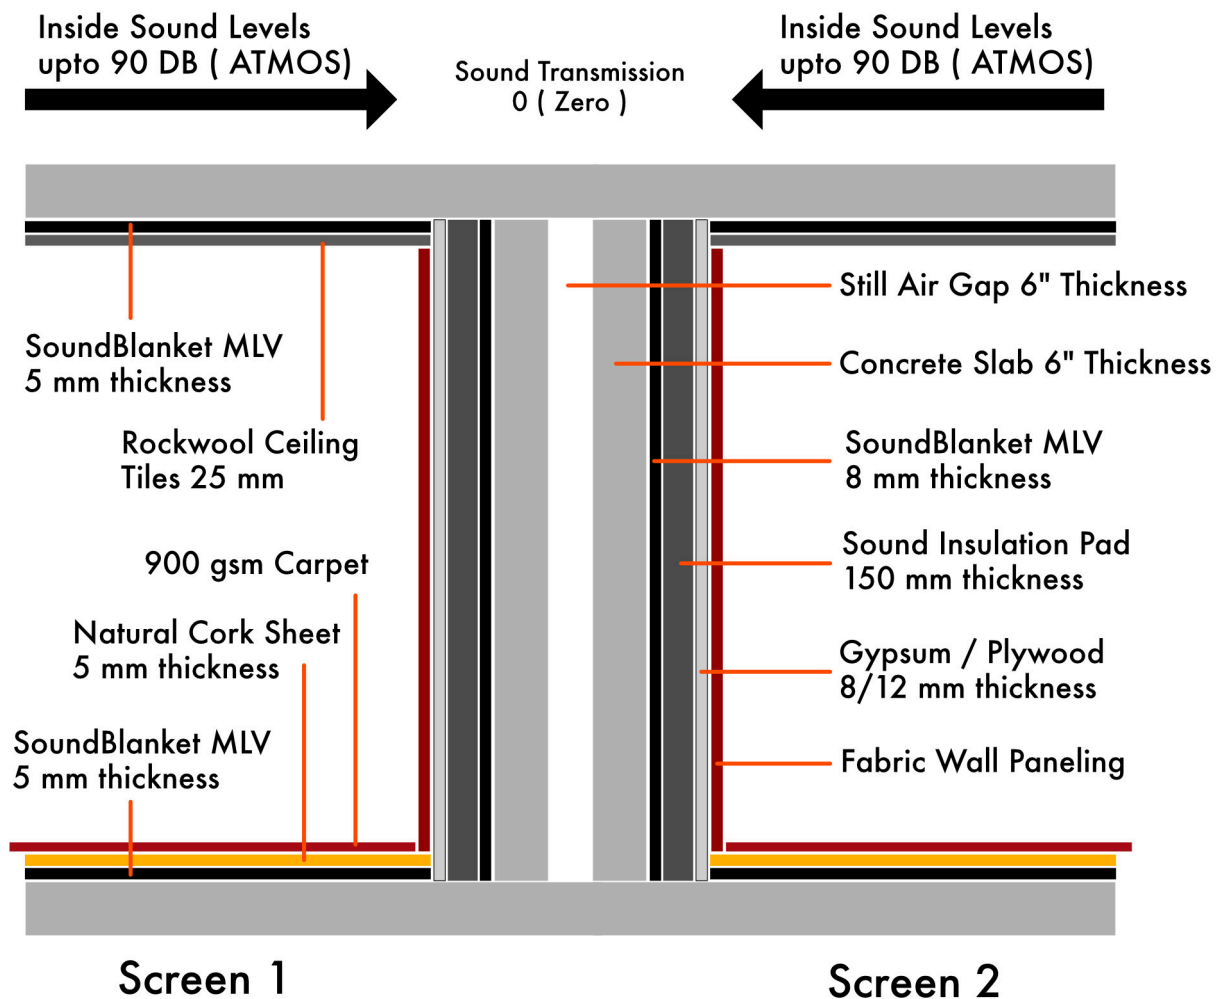 Inside Sound Levels
upto 90 DB ( ATMOS)
Sound Transmission
0 ( Zero )
Inside Sound Levels
upto 90 DB ( ATMOS)
SoundBlanket MLV
5 mm thickness
Rockwool Ceiling
Tiles 25 mm
900 gsm Carpet
Natural Cork Sheet
5 mm thickness
SoundBlanket MLV
5 mm thickness
Still Air Gap 6" Thickness
Concrete Slab 6" Thickness
SoundBlanket MLV
8 mm thickness
Sound Insulation Pad
150 mm thickness
Gypsum / Plywood
8/12 mm thickness
Fabric Wall Paneling
Screen 1
Screen 2